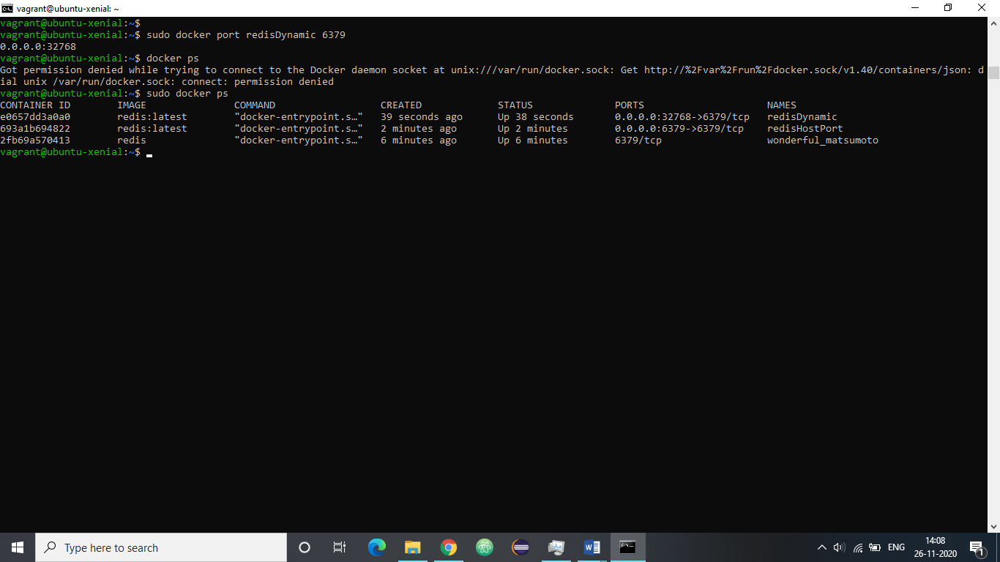 vagrant@ubuntu-xenial: ~
vagrant@ubuntu-xenial:~$
vagrant@ubuntu-xenial:~$ sudo docker port redisDynamic 6379
0.0.0.0:32768
vagrant@ubuntu-xenial:~$ docker ps
Got permission denied while trying to connect to the Docker daemon socket at unix:///var/run/docker.sock: Get http://%2Fvar%2Frun%2Fdocker.sock/v1.40/containers/json: d
ial unix /var/run/docker.sock: connect: permission denied
vagrant@ubuntu-xenial:~$ sudo docker ps
CONTAINER ID        IMAGE               COMMAND                  CREATED             STATUS              PORTS                     NAMES
e0657dd3a0a0        redis:latest        "docker-entrypoint.s…"   39 seconds ago      Up 38 seconds       0.0.0.0:32768->6379/tcp   redisDynamic
693a1b694822        redis:latest        "docker-entrypoint.s…"   2 minutes ago       Up 2 minutes        0.0.0.0:6379->6379/tcp    redisHostPort
2fb69a570413        redis               "docker-entrypoint.s…"   6 minutes ago       Up 6 minutes        6379/tcp                  wonderful_matsumoto
vagrant@ubuntu-xenial:~$
Type here to search
ENG
14:08
26-11-2020
1